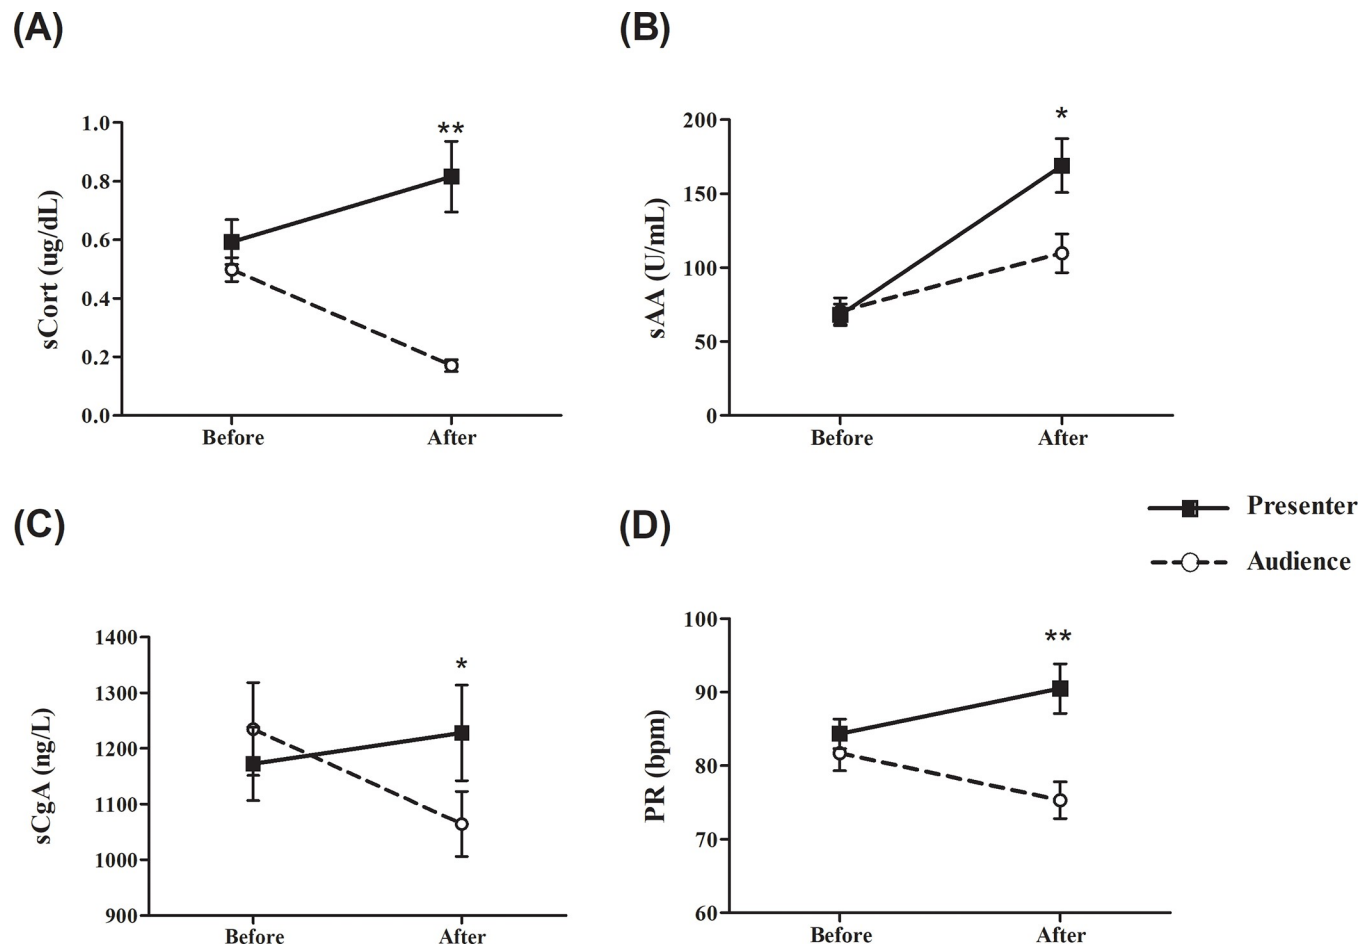 (A)
**
1.0
0.8
0.6
0.4
0.2
0.0
sCort (ug/dL)
Before
After
(B)
*
200
150
100
50
0
sAA (U/mL)
Before
After
Presenter
Audience
(C)
*
1400
1300
1200
1100
1000
900
sCgA (ng/L)
Before
After
(D)
**
100
90
80
70
60
PR (bpm)
Before
After